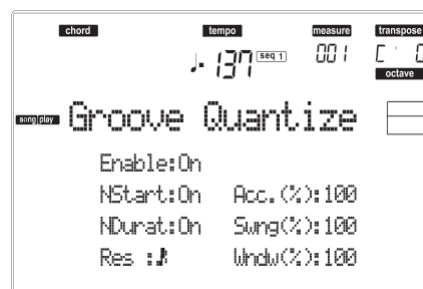 chord tempo measure transpose
♩. 137 seq 1 001 C
octave
song play Groove Quantize
Enable:On
NStart:On Acc.(%):100
NDurat:On Swng(%):100
Res :♪ Wndw(%):100